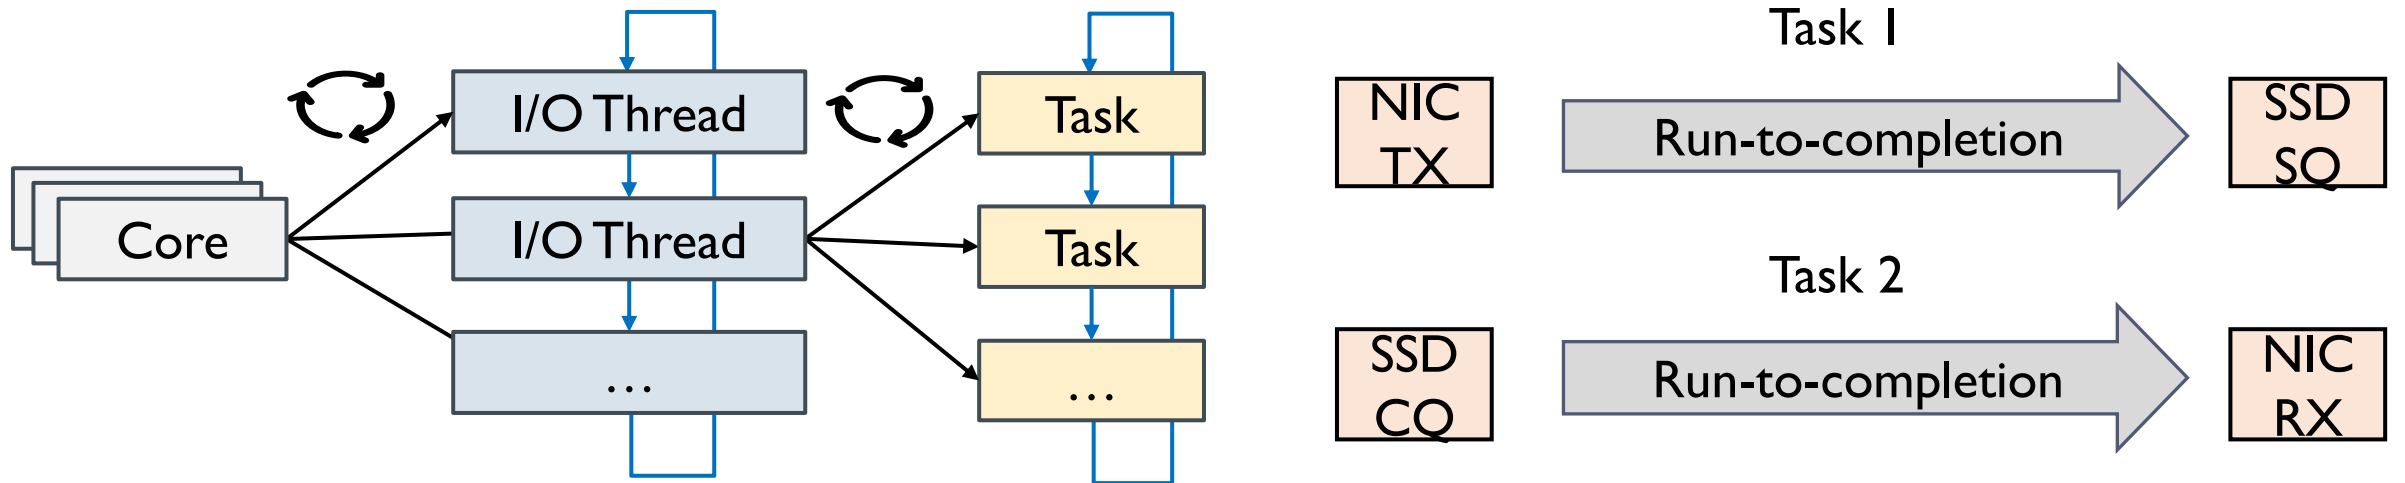 Core
I/O Thread
I/O Thread
...
Task
Task
...
Task 1
NIC
TX
Run-to-completion
SSD
SQ
Task 2
SSD
CQ
Run-to-completion
NIC
RX